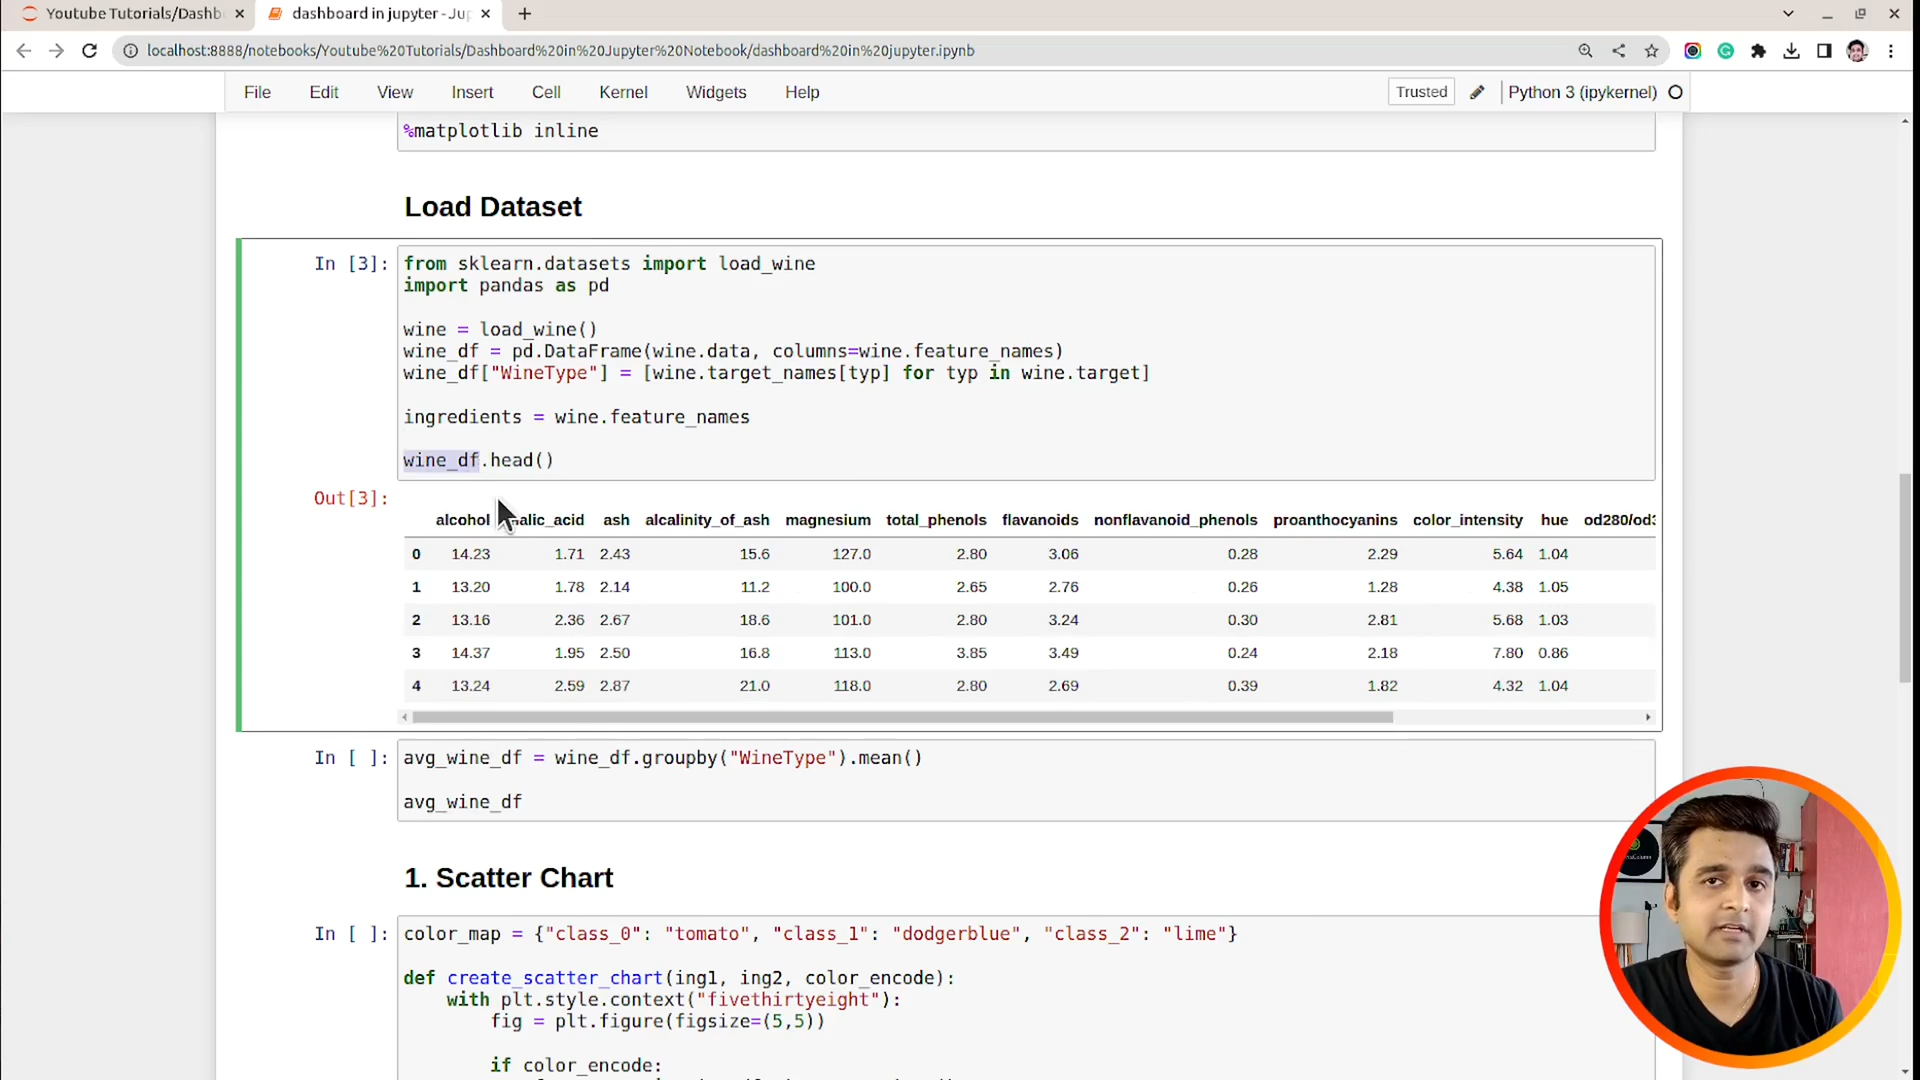 Youtube Tutorials/Dashb
dashboard in jupyter - Jup
localhost:8888/notebooks/Youtube%20Tutorials/Dashboard%20in%20Jupyter%20Notebook/dashboard%20in%20jupyter.ipynb
File Edit View Insert Cell Kernel Widgets Help Trusted Python 3 (ipykernel)
%matplotlib inline
Load Dataset
In [3]: from sklearn.datasets import load_wine
import pandas as pd
wine = load_wine()
wine_df = pd.DataFrame(wine.data, columns=wine.feature_names)
wine_df["WineType"] = [wine.target_names[typ] for typ in wine.target]
ingredients = wine.feature_names
wine_df.head()
Out[3]:
alcohol alic_acid ash alcalinity_of_ash magnesium total_phenols flavanoids nonflavanoid_phenols proanthocyanins color_intensity hue od280/od3
0 14.23 1.71 2.43 15.6 127.0 2.80 3.06 0.28 2.29 5.64 1.04
1 13.20 1.78 2.14 11.2 100.0 2.65 2.76 0.26 1.28 4.38 1.05
2 13.16 2.36 2.67 18.6 101.0 2.80 3.24 0.30 2.81 5.68 1.03
3 14.37 1.95 2.50 16.8 113.0 3.85 3.49 0.24 2.18 7.80 0.86
4 13.24 2.59 2.87 21.0 118.0 2.80 2.69 0.39 1.82 4.32 1.04
In [ ]: avg_wine_df = wine_df.groupby("WineType").mean()
avg_wine_df
1. Scatter Chart
In [ ]: color_map = {"class_0": "tomato", "class_1": "dodgerblue", "class_2": "lime"}
def create_scatter_chart(ing1, ing2, color_encode):
with plt.style.context("fivethirtyeight"):
fig = plt.figure(figsize=(5,5))
if color_encode: